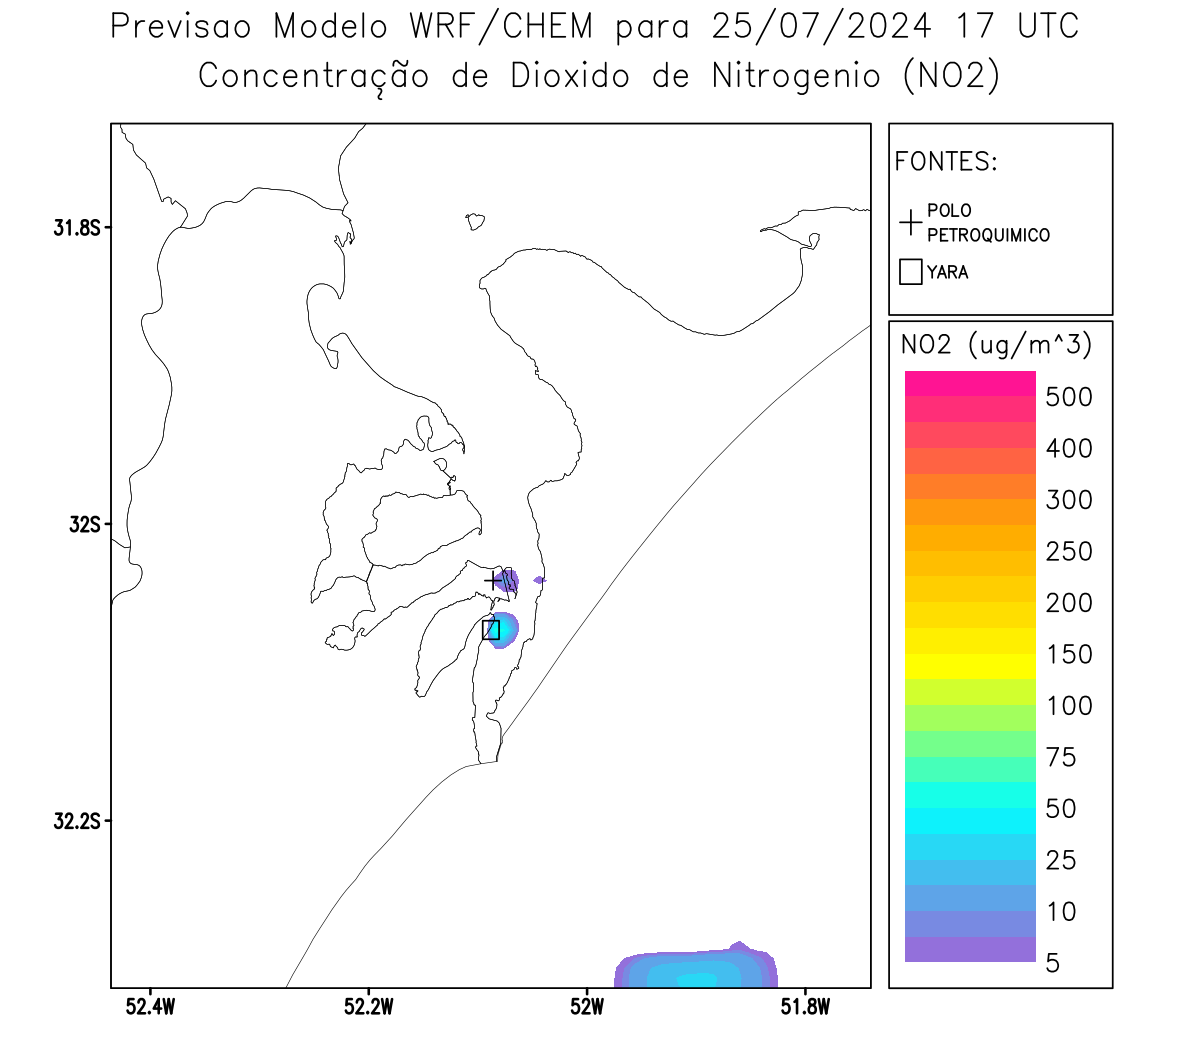 Previsao Modelo WRF/CHEM para 25/07/2024 17 UTC
Concentração de Dioxido de Nitrogenio (NO2)
FONTES:
POLO
PETROQUIMICO
YARA
NO2 (ug/m^3)
500
400
300
250
200
150
100
75
50
25
10
5
31.8S
32S
32.2S
52.4W
52.2W
52W
51.8W